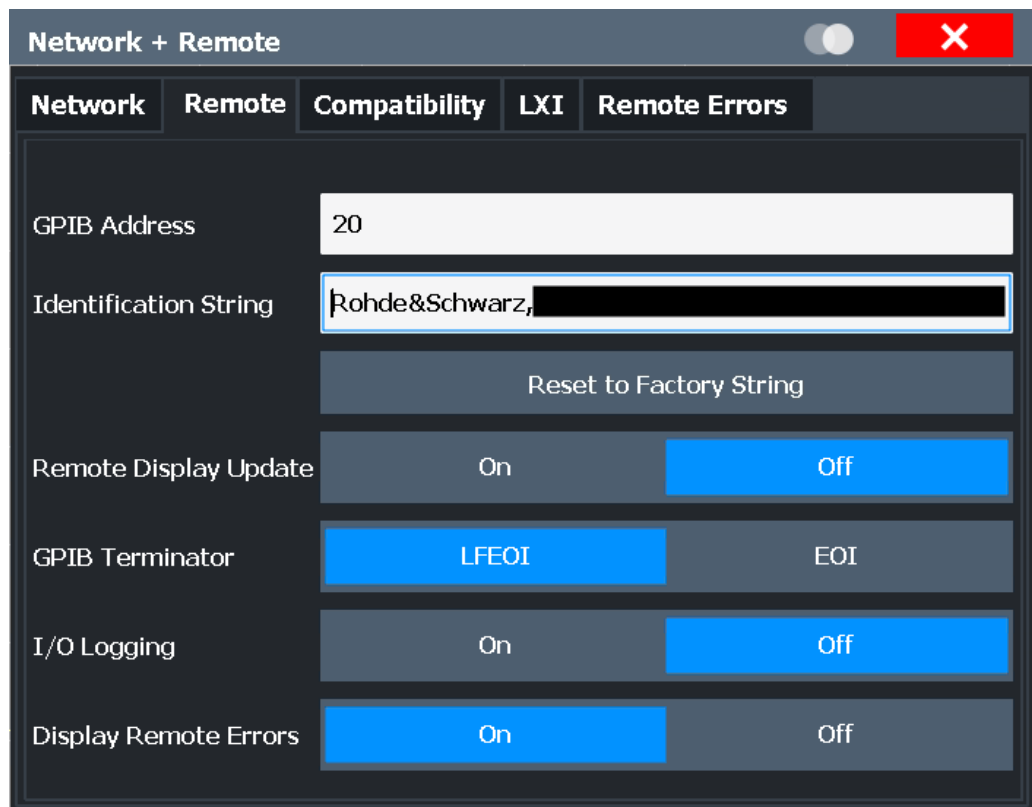 Network + Remote
Network Remote Compatibility LXI Remote Errors
GPIB Address 20
Identification String Rohde&Schwarz,
Reset to Factory String
Remote Display Update On Off
GPIB Terminator LFEOI EOI
I/O Logging On Off
Display Remote Errors On Off